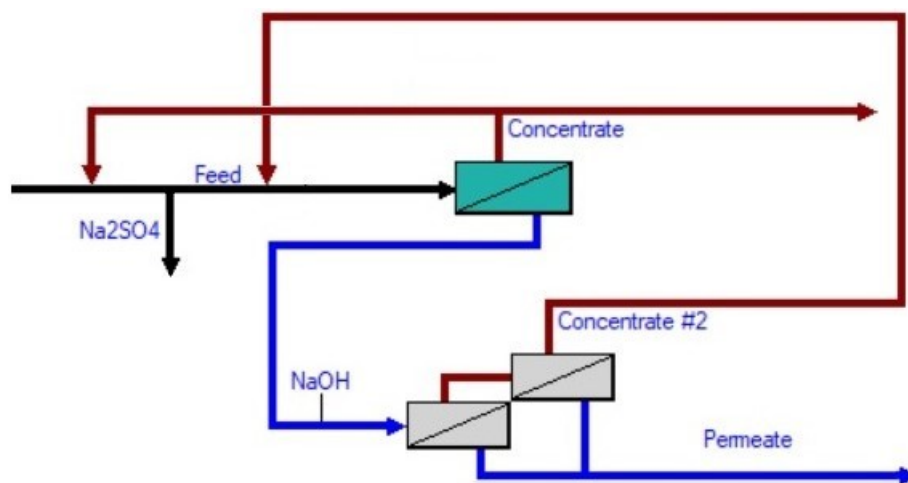 Concentrate
Feed
Na2SO4
Concentrate #2
NaOH
Permeate